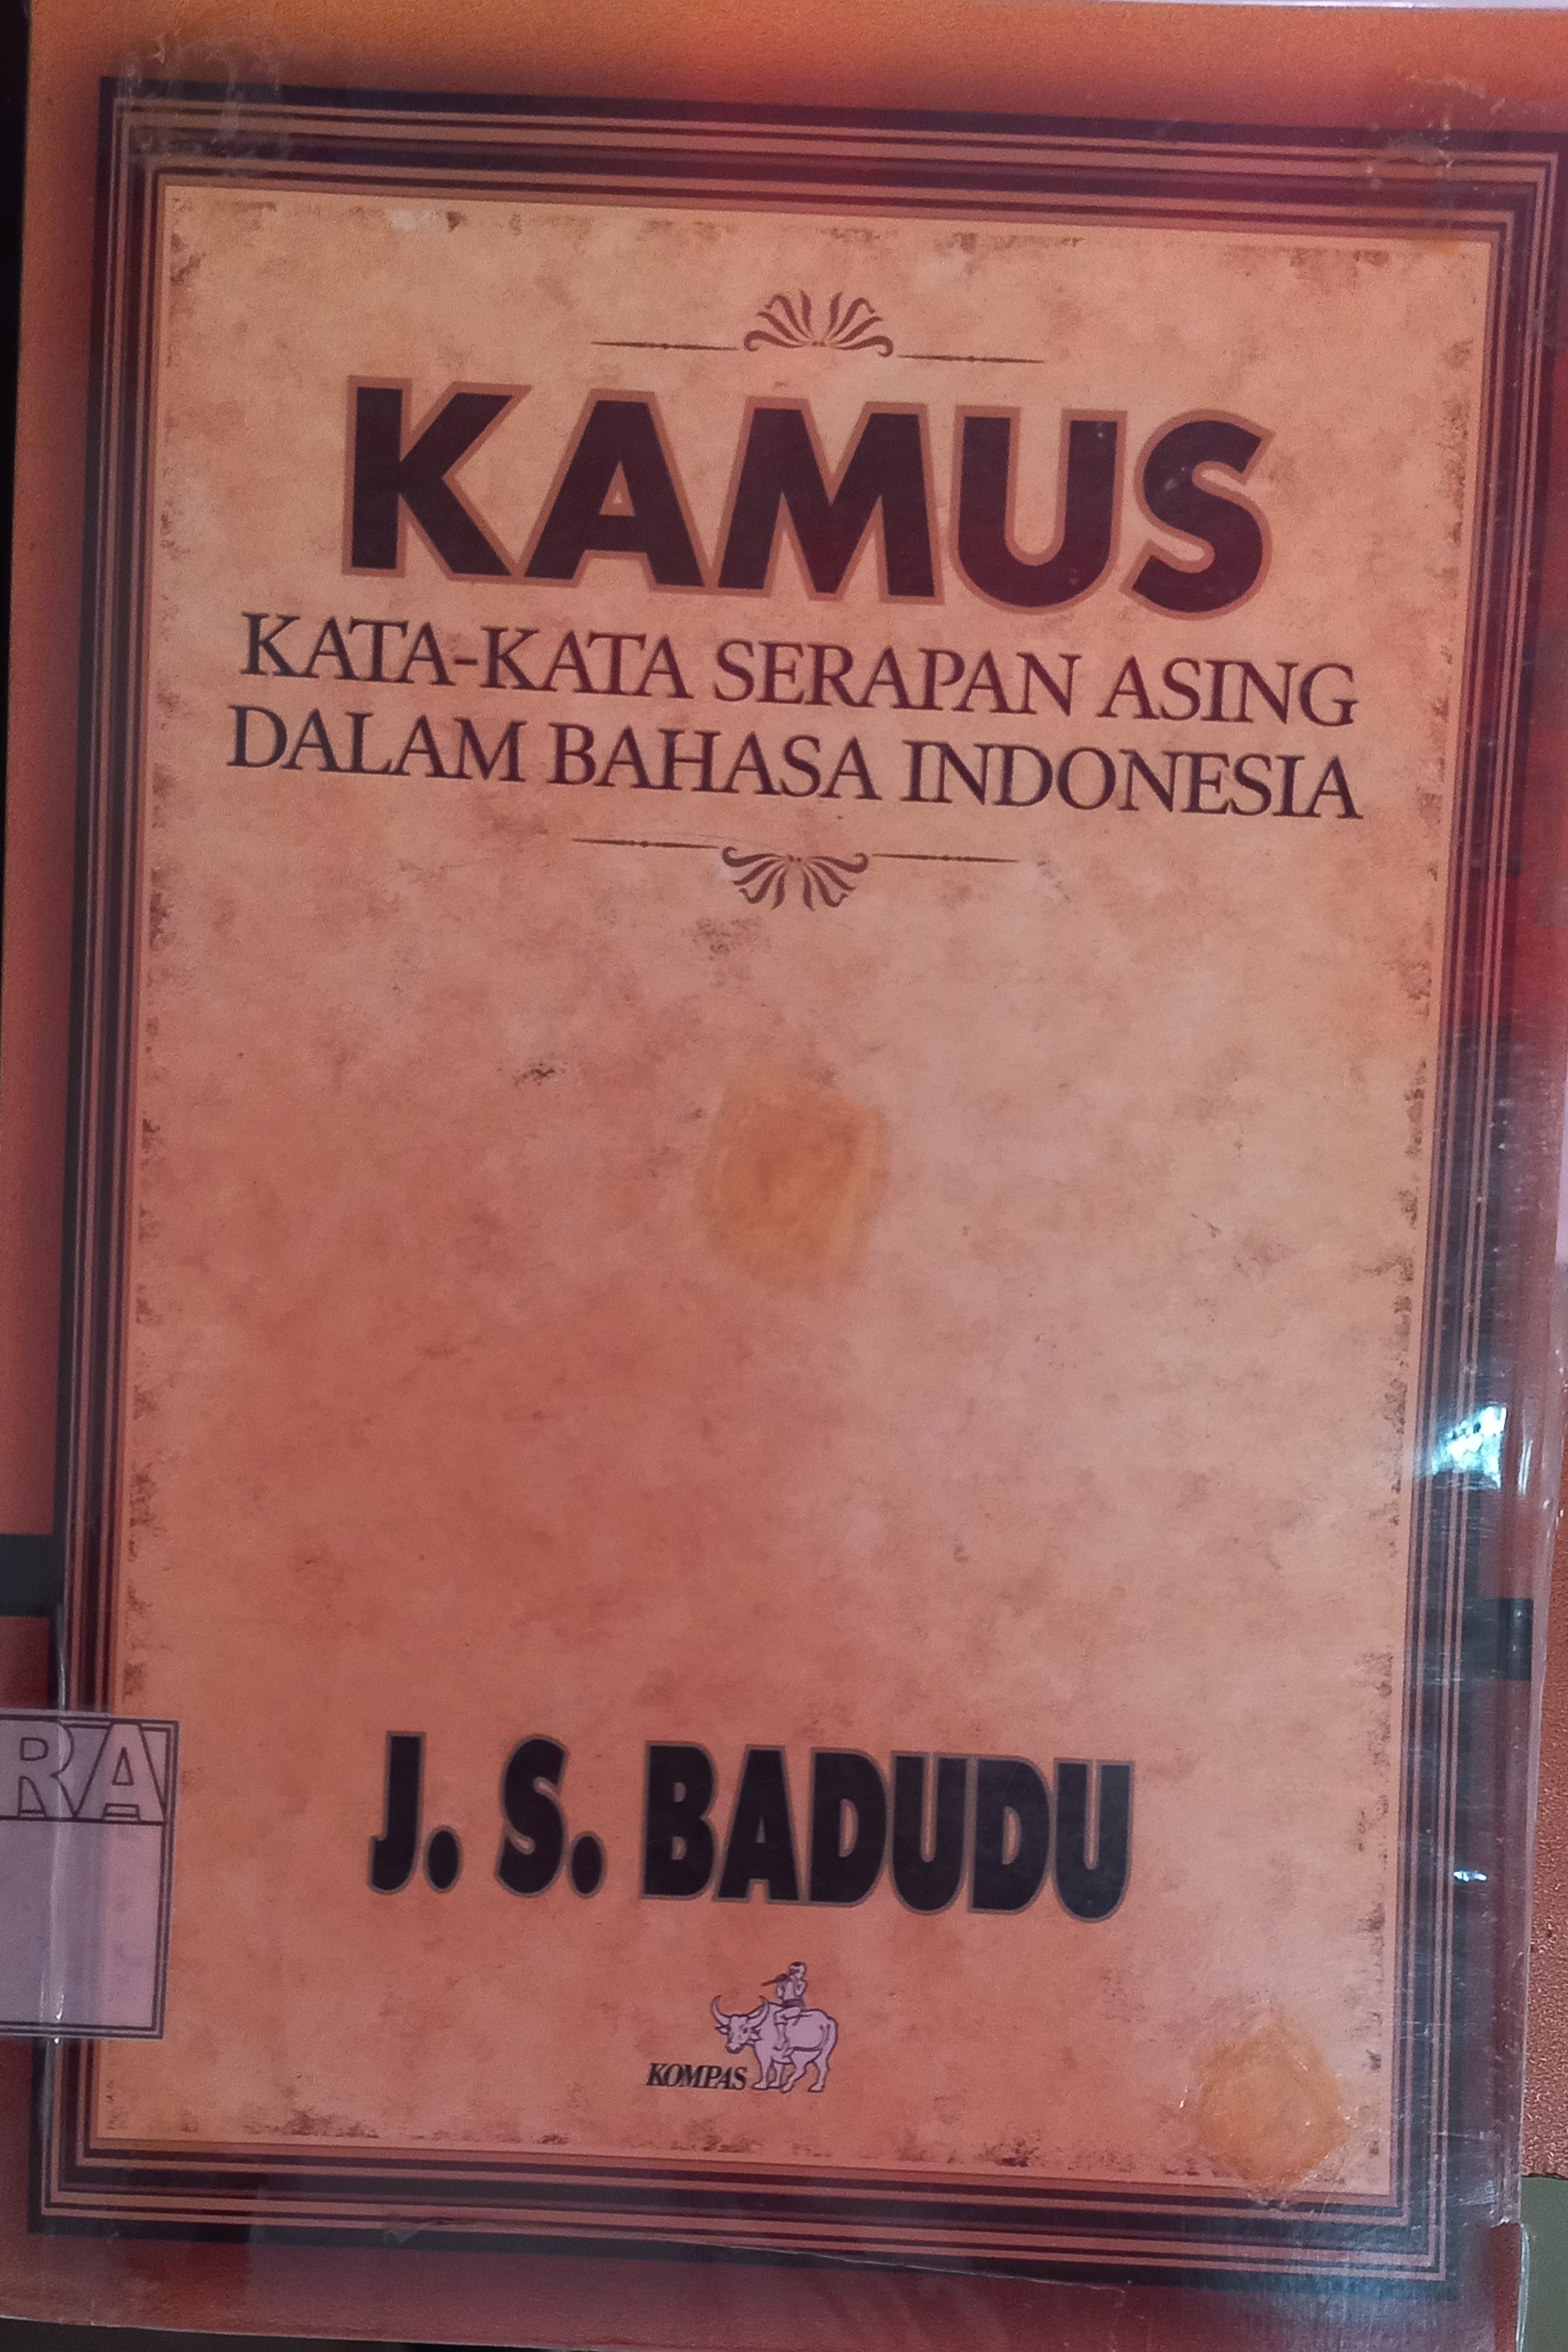 KAMUS
KATA-KATA SERAPAN ASING
DALAM BAHASA INDONESIA
J. S. BADUDU
RA
KOMPAS